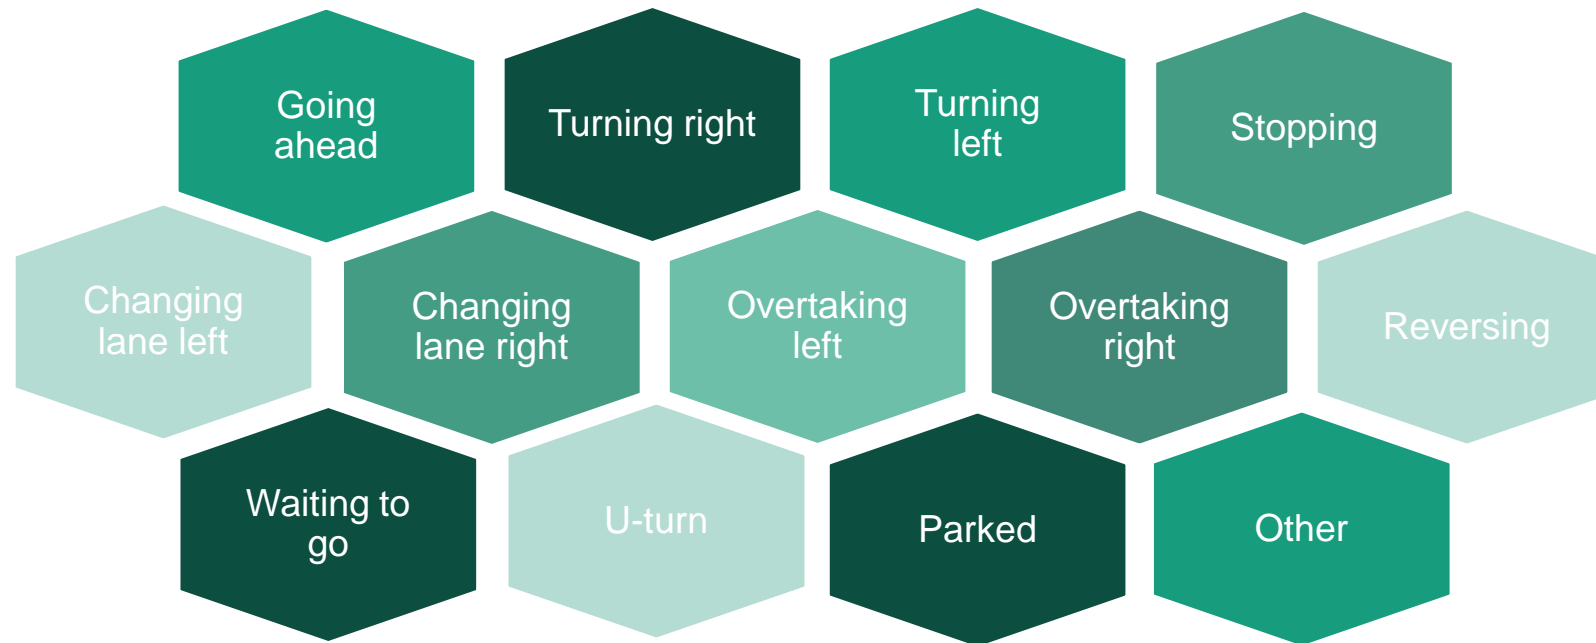 Going
ahead
Turning right
Turning
left
Stopping
Changing
lane left
Changing
lane right
Overtaking
left
Overtaking
right
Reversing
Waiting to
go
U-turn
Parked
Other